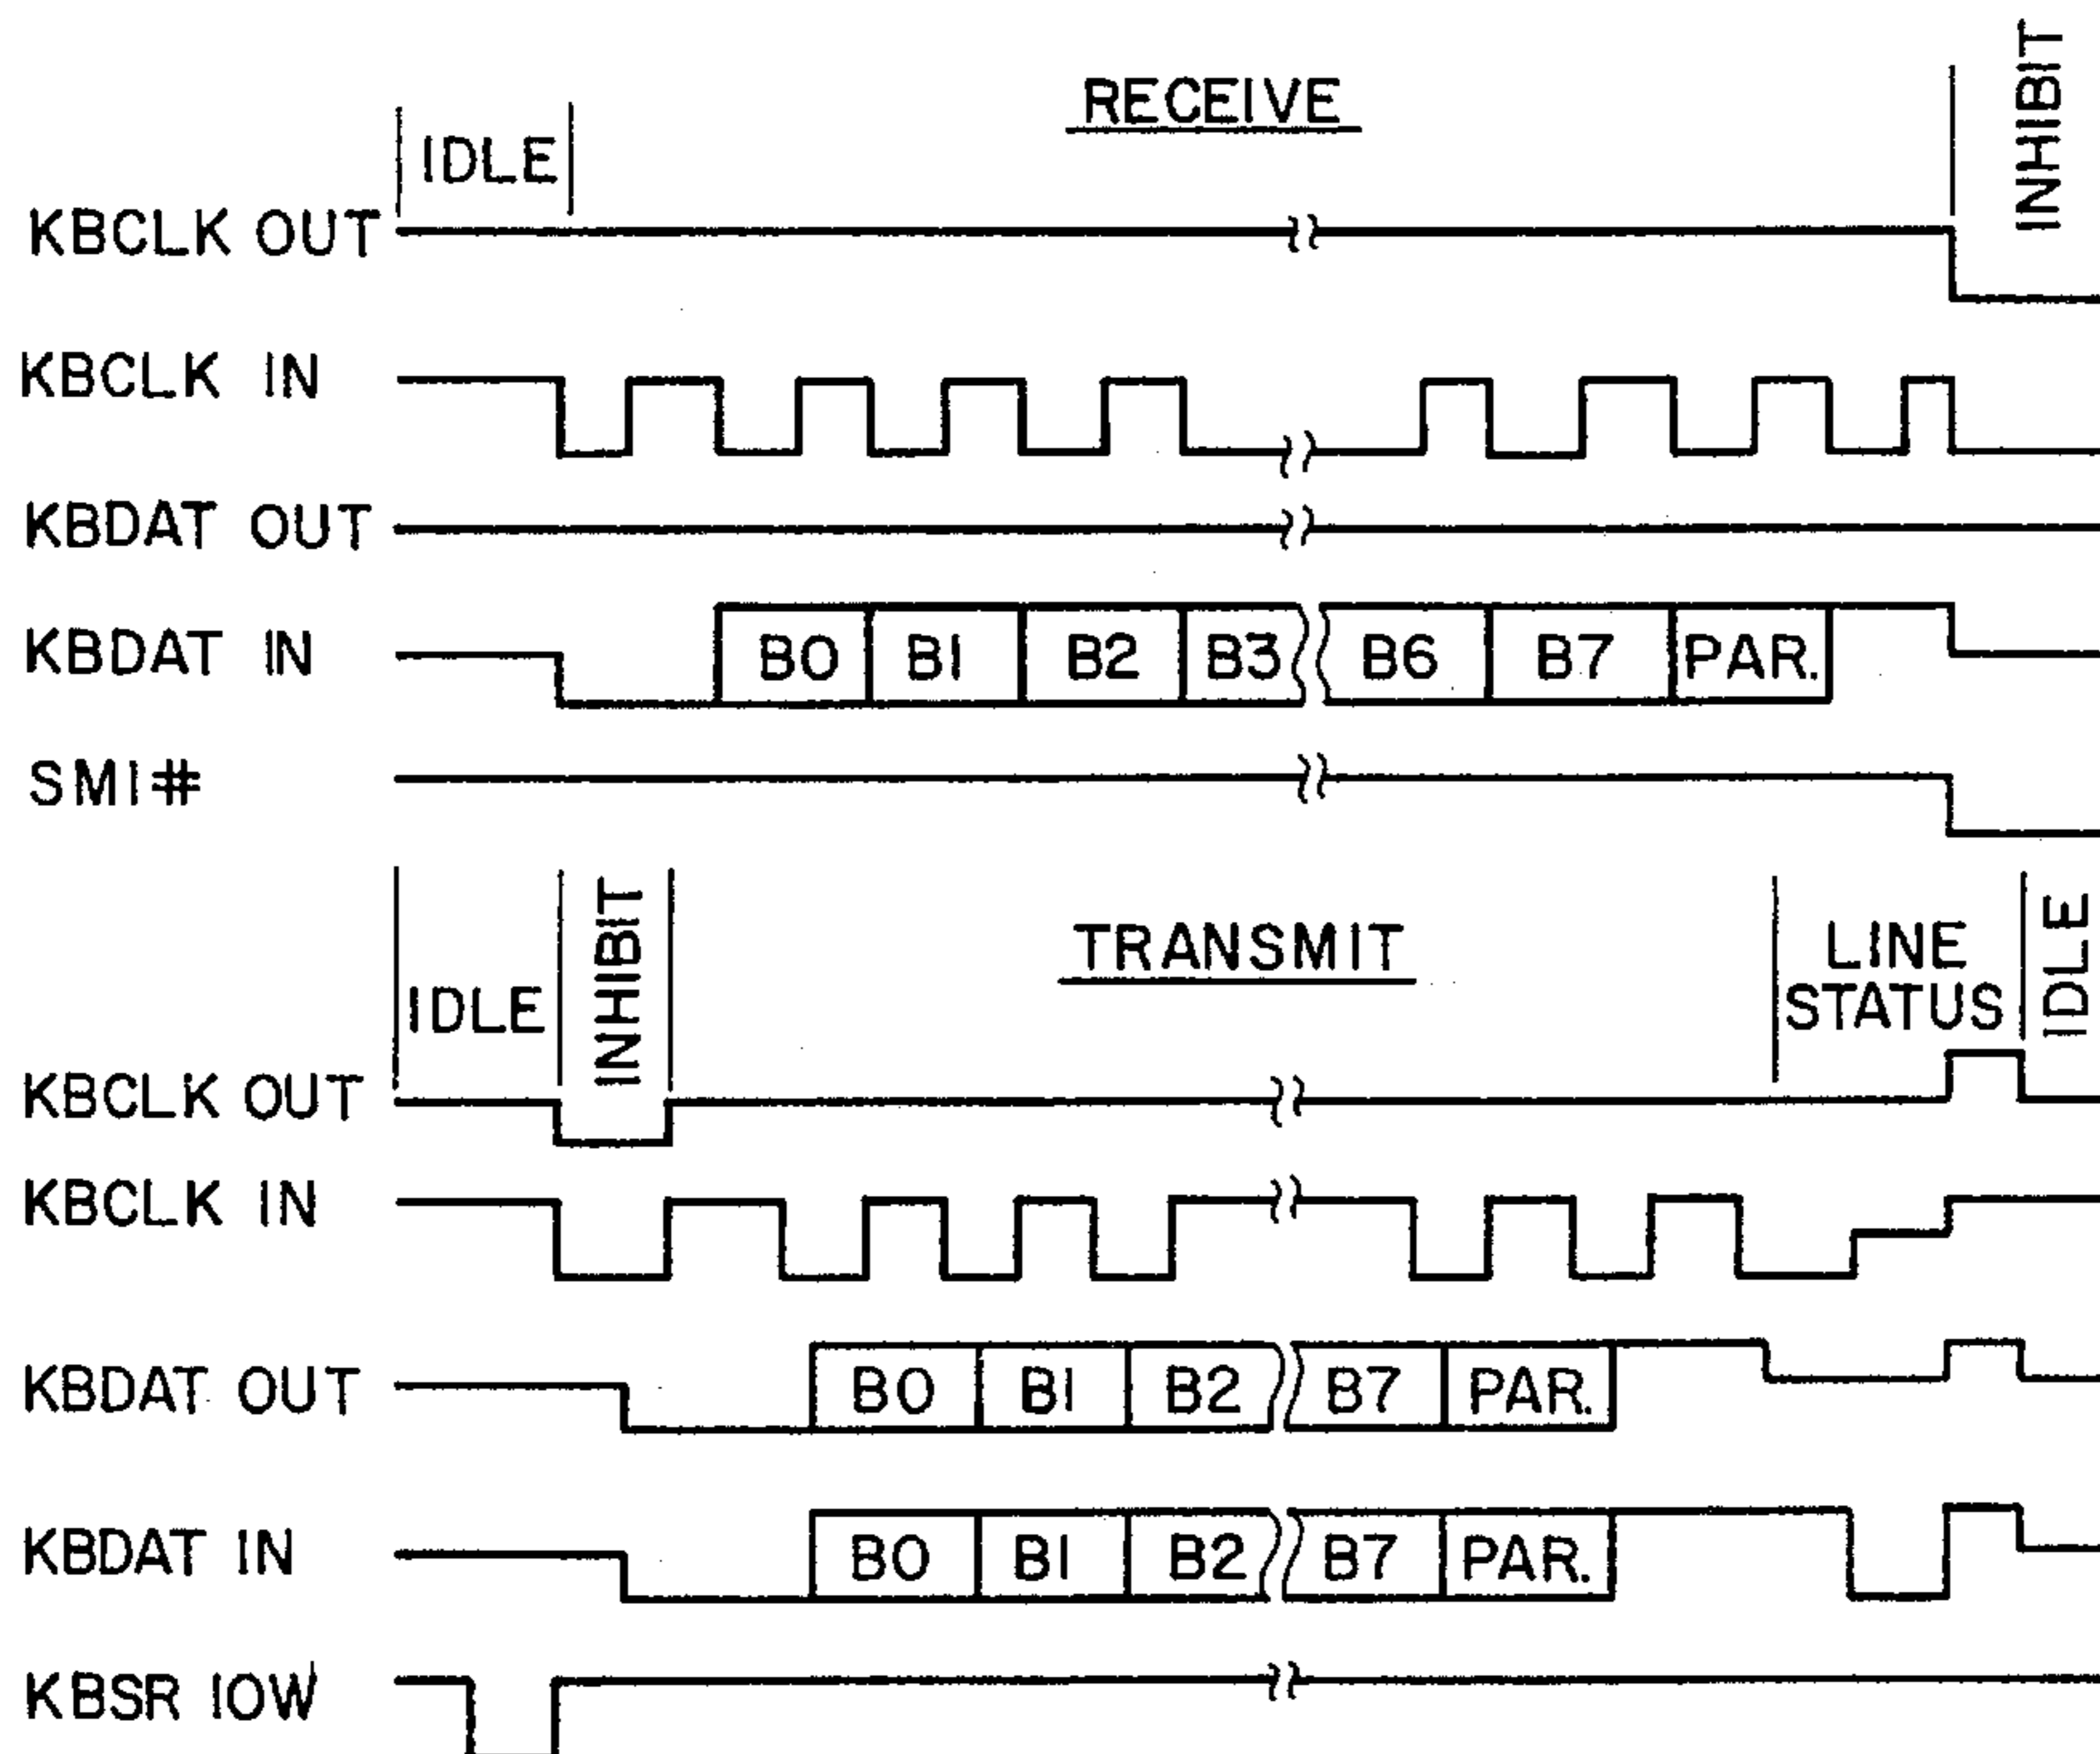 RECEIVE
INHIBIT
IDLE
KBCLK OUT
KBCLK IN
KBDAT OUT
KBDAT IN
B0 B1 B2 B3 B6 B7 PAR.
SMI#
IDLE
INHIBIT
TRANSMIT
LINE
STATUS
IDLE
KBCLK OUT
KBCLK IN
KBDAT OUT
B0 B1 B2 B7 PAR.
KBDAT IN
B0 B1 B2 B7 PAR.
KBSR IOW